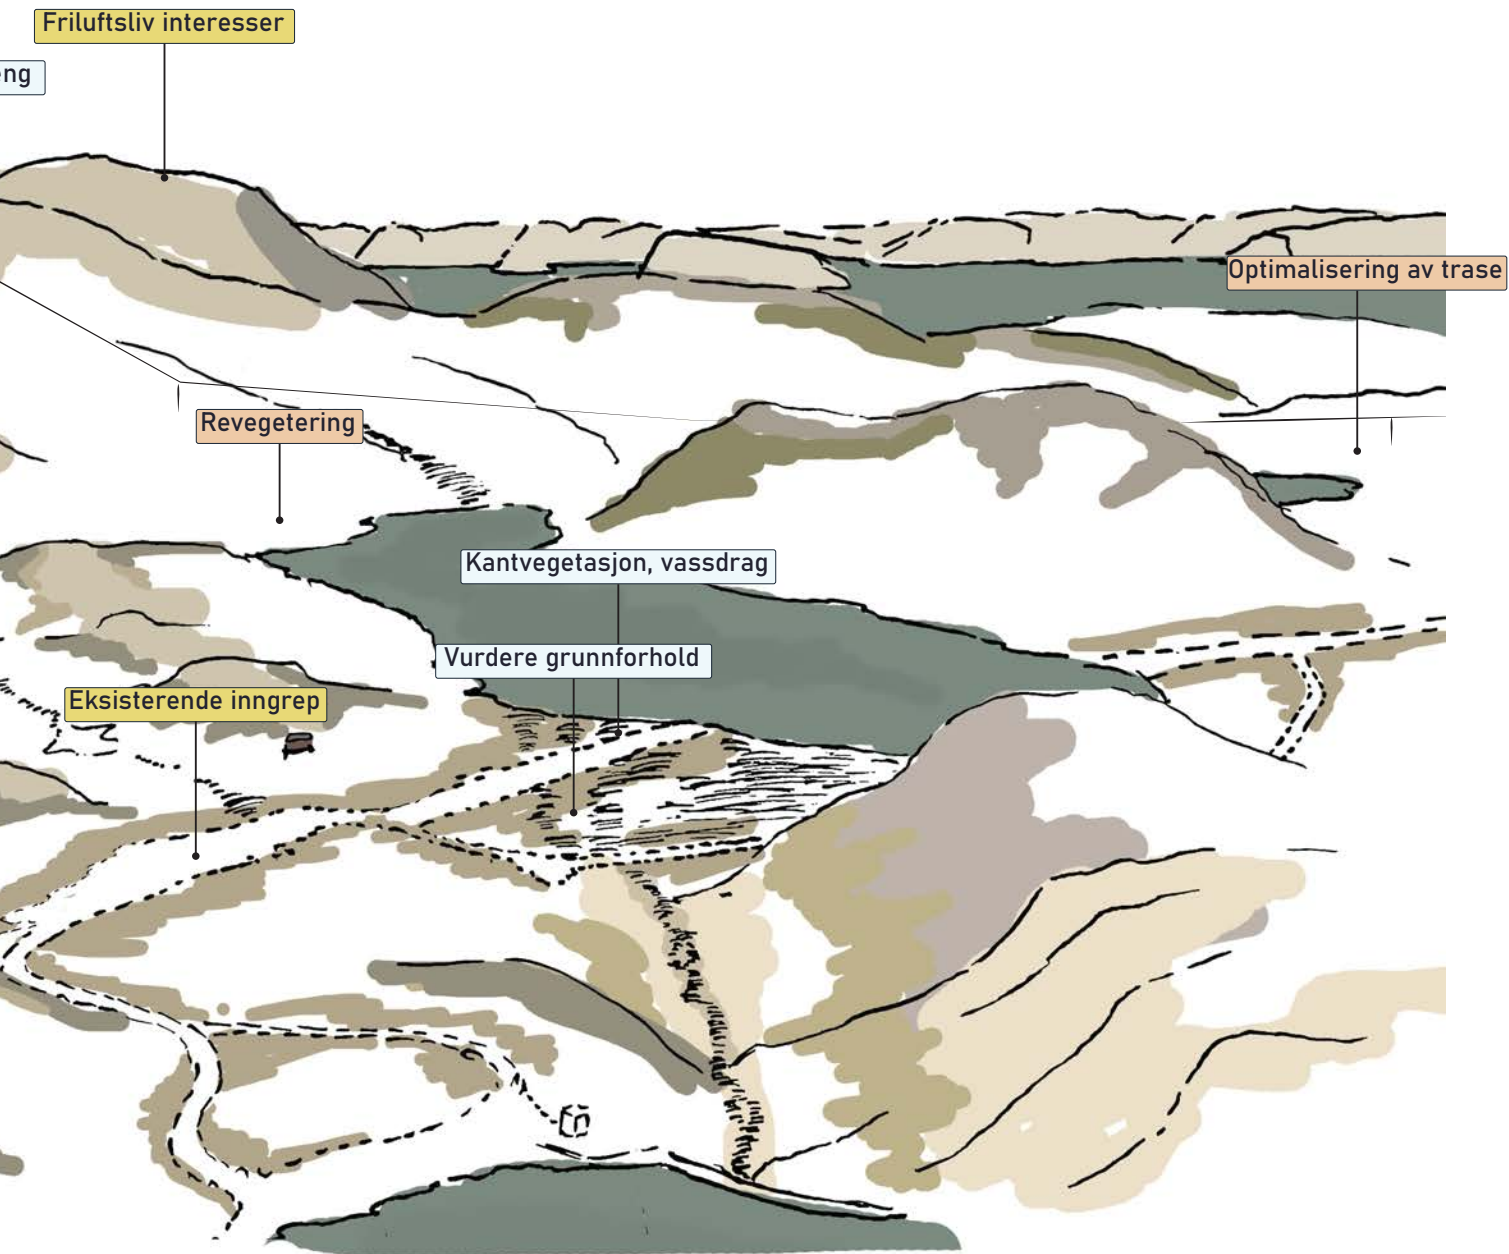 Friluftsliv interesser
Optimalisering av trase
Revegetering
Kantvegetasjon, vassdrag
Vurdere grunnforhold
Eksisterende inngrep